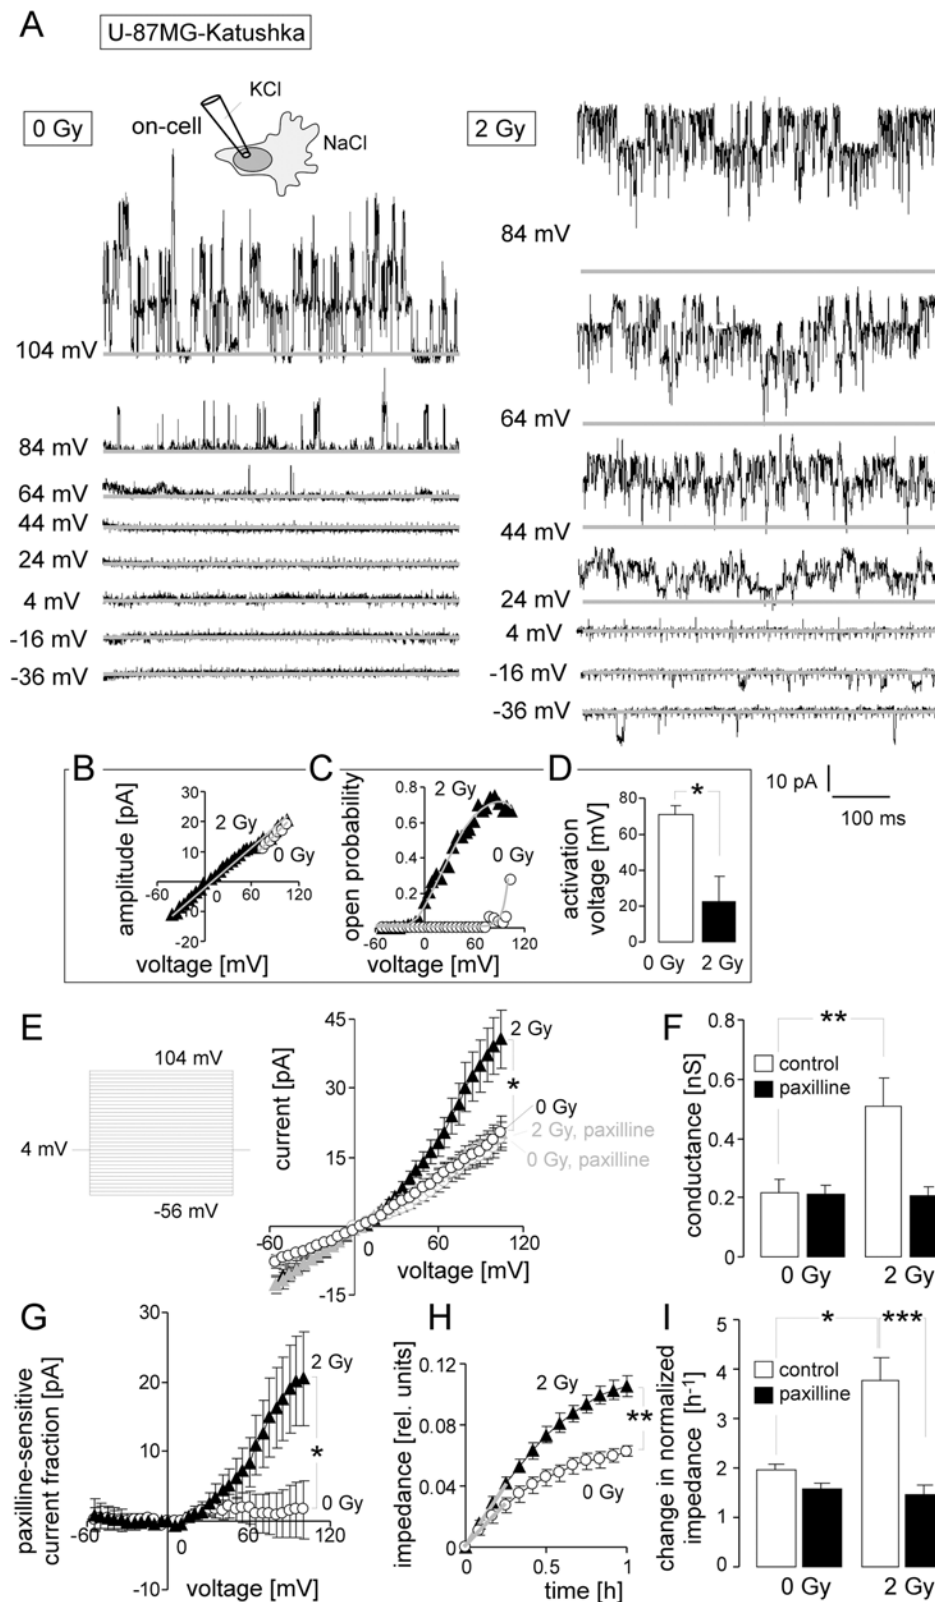 A
U-87MG-Katushka
0 Gy
on-cell
KCl
NaCl
104 mV
84 mV
64 mV
44 mV
24 mV
4 mV
-16 mV
-36 mV
2 Gy
84 mV
64 mV
44 mV
24 mV
4 mV
-16 mV
-36 mV
10 pA
100 ms
B
amplitude [pA]
30
20
10
-10
-20
-60
0
60
120
2 Gy
0 Gy
voltage [mV]
C
open probability
0.8
0.6
0.4
0.2
-60
0
60
120
2 Gy
0 Gy
voltage [mV]
D
activation
voltage [mV]
80
60
40
20
0
*
0 Gy
2 Gy
E
104 mV
4 mV
-56 mV
current [pA]
45
30
15
-15
-60
0
60
120
2 Gy
*
0 Gy
2 Gy, paxilline
0 Gy, paxilline
voltage [mV]
F
conductance [nS]
0.8
0.6
0.4
0.2
0
**
control
paxilline
0 Gy
2 Gy
G
paxilline-sensitive
current fraction [pA]
30
20
10
-10
-60
0
60
120
2 Gy
*
0 Gy
voltage [mV]
H
impedance [rel. units]
0.12
0.08
0.04
0
0
0.5
1
2 Gy
**
0 Gy
time [h]
I
change in normalized
impedance [h-1]
5
4
3
2
1
0
*
***
control
paxilline
0 Gy
2 Gy